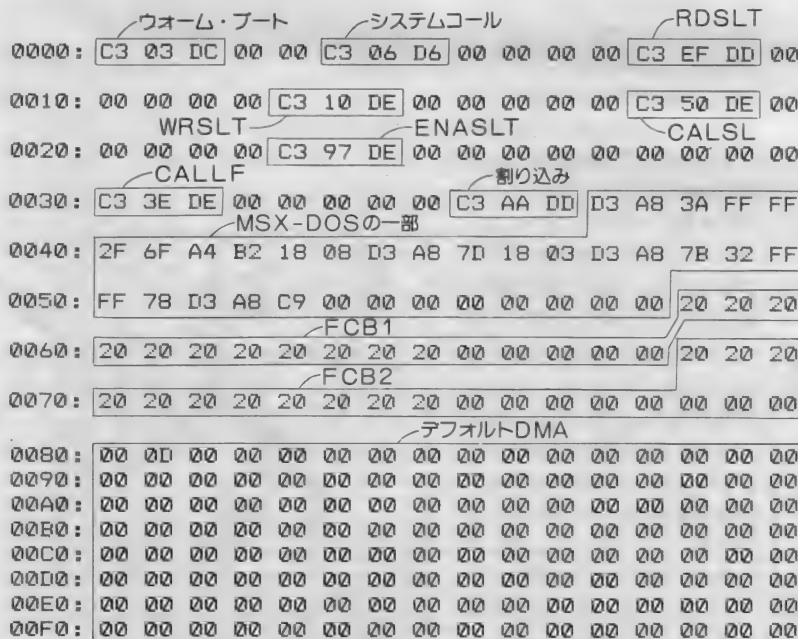 ウォーム・ブート システムコール RDSLT
0000: C3 03 DC 00 00 C3 06 D6 00 00 00 00 C3 EF DD 00
0010: 00 00 00 00 C3 10 DE 00 00 00 00 00 C3 50 DE 00
WRSLT ENASLT CALSL
0020: 00 00 00 00 C3 97 DE 00 00 00 00 00 00 00 00 00
CALLF 割り込み
0030: C3 3E DE 00 00 00 00 00 C3 AA DD D3 A8 3A FF FF
MSX-DOSの一部
0040: 2F 6F A4 B2 18 08 D3 A8 7D 18 03 D3 A8 7B 32 FF
0050: FF 78 D3 A8 C9 00 00 00 00 00 00 00 00 20 20 20
FCB1
0060: 20 20 20 20 20 20 20 20 00 00 00 00 00 20 20 20
FCB2
0070: 20 20 20 20 20 20 20 20 00 00 00 00 00 00 00 00
デフォルトDMA
0080: 00 0D 00 00 00 00 00 00 00 00 00 00 00 00 00 00
0090: 00 00 00 00 00 00 00 00 00 00 00 00 00 00 00 00
00A0: 00 00 00 00 00 00 00 00 00 00 00 00 00 00 00 00
00B0: 00 00 00 00 00 00 00 00 00 00 00 00 00 00 00 00
00C0: 00 00 00 00 00 00 00 00 00 00 00 00 00 00 00 00
00D0: 00 00 00 00 00 00 00 00 00 00 00 00 00 00 00 00
00E0: 00 00 00 00 00 00 00 00 00 00 00 00 00 00 00 00
00F0: 00 00 00 00 00 00 00 00 00 00 00 00 00 00 00 00